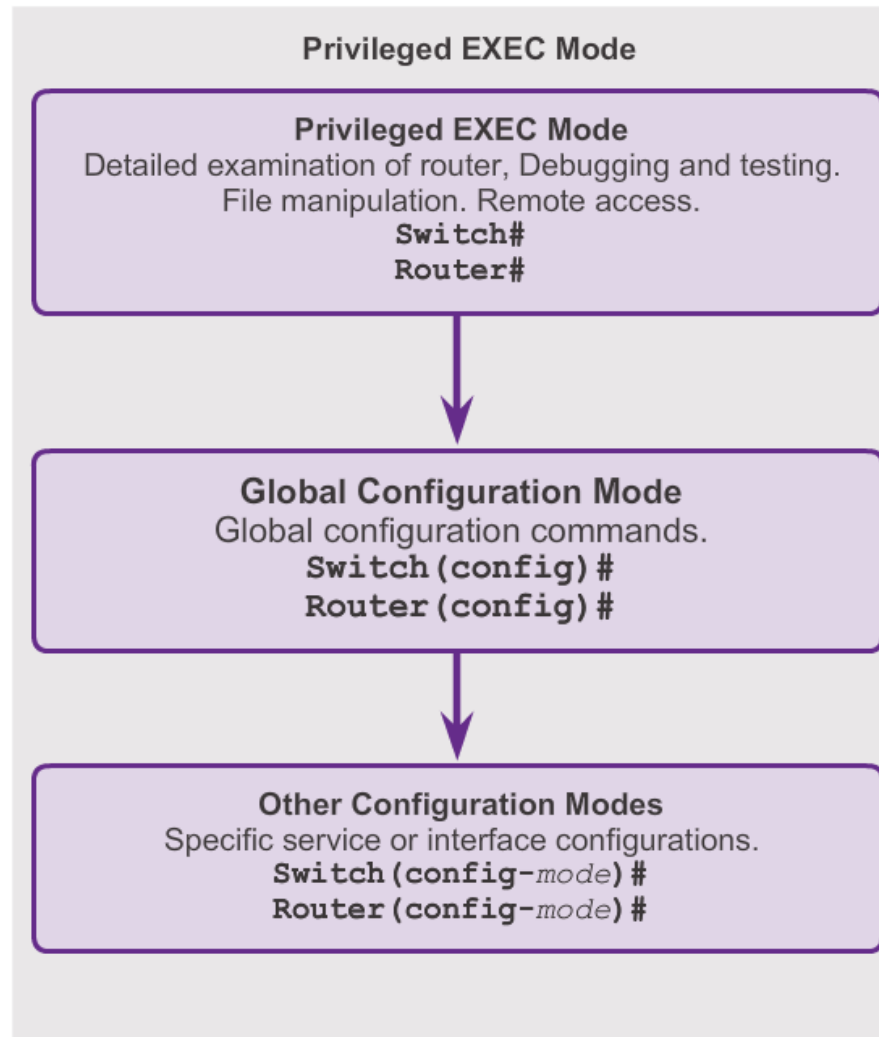 Privileged EXEC Mode
Privileged EXEC Mode
Detailed examination of router, Debugging and testing.
File manipulation. Remote access.
Switch#
Router#
Global Configuration Mode
Global configuration commands.
Switch(config)#
Router(config)#
Other Configuration Modes
Specific service or interface configurations.
Switch(config-mode)#
Router(config-mode)#